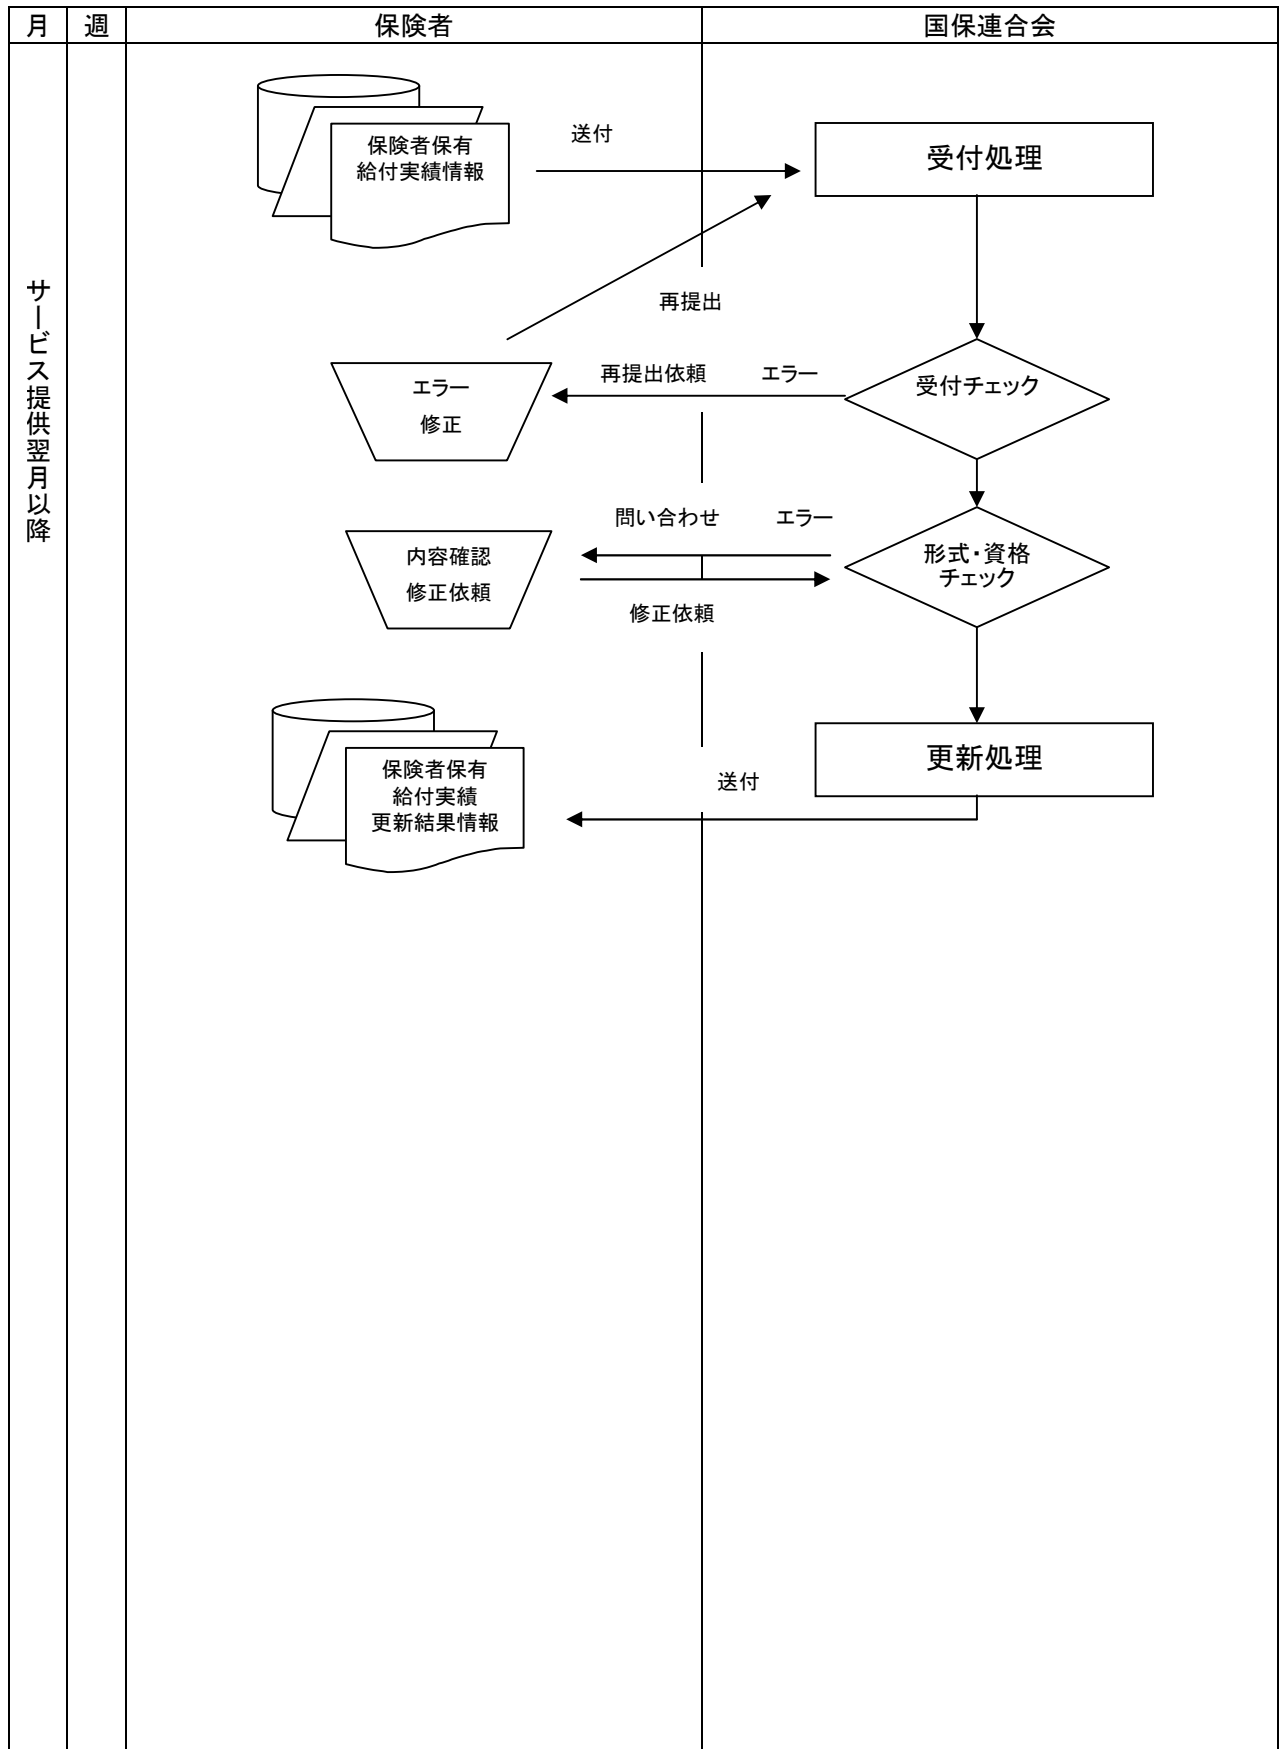 月
週
保険者
国保連合会
サービス提供翌月以降
保険者保有
給付実績情報
送付
受付処理
再提出
エラー
修正
再提出依頼
エラー
受付チェック
問い合わせ
エラー
内容確認
修正依頼
形式・資格
チェック
修正依頼
保険者保有
給付実績
更新結果情報
送付
更新処理